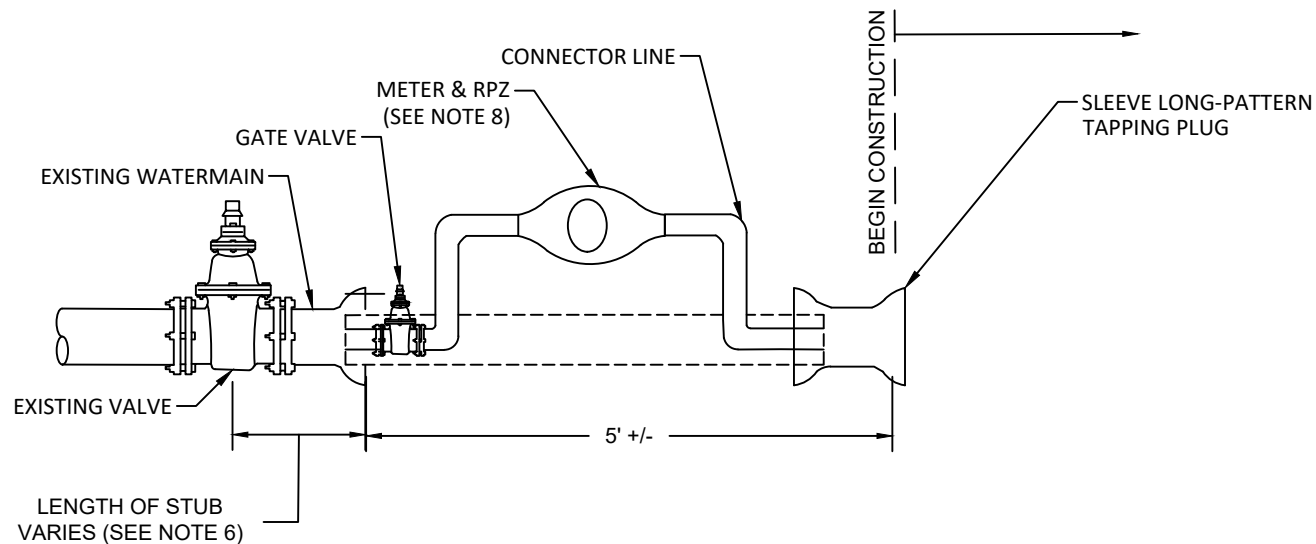 BEGIN CONSTRUCTION
CONNECTOR LINE
METER & RPZ
(SEE NOTE 8)
SLEEVE LONG-PATTERN
TAPPING PLUG
GATE VALVE
EXISTING WATERMAIN
EXISTING VALVE
5' +/-
LENGTH OF STUB
VARIES (SEE NOTE 6)